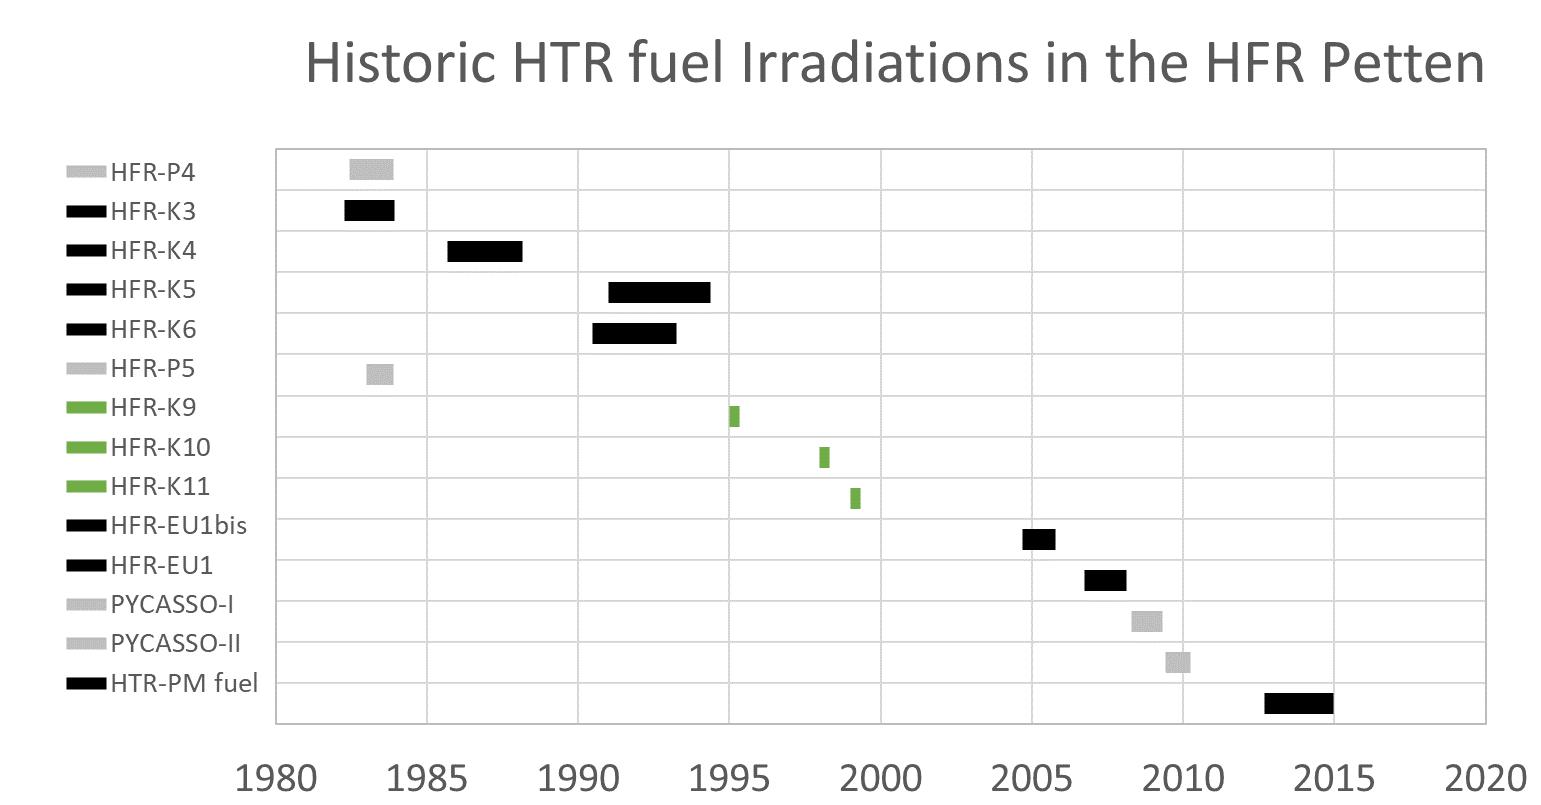 Historic HTR fuel Irradiations in the HFR Petten
HFR-P4
HFR-K3
HFR-K4
HFR-K5
HFR-K6
HFR-P5
HFR-K9
HFR-K10
HFR-K11
HFR-EU1bis
HFR-EU1
PYCASSO-I
PYCASSO-II
HTR-PM fuel
1980 1985 1990 1995 2000 2005 2010 2015 2020